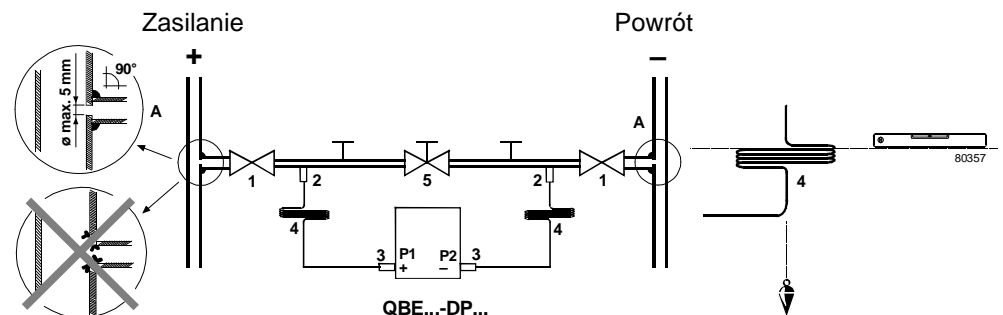 Zasilanie Powrót
+ –
90°
ø max. 5 mm
A A
1 2 5 2 1
4 4 4
3 P1 P2 3
+ –
QBE...-DP...
80357